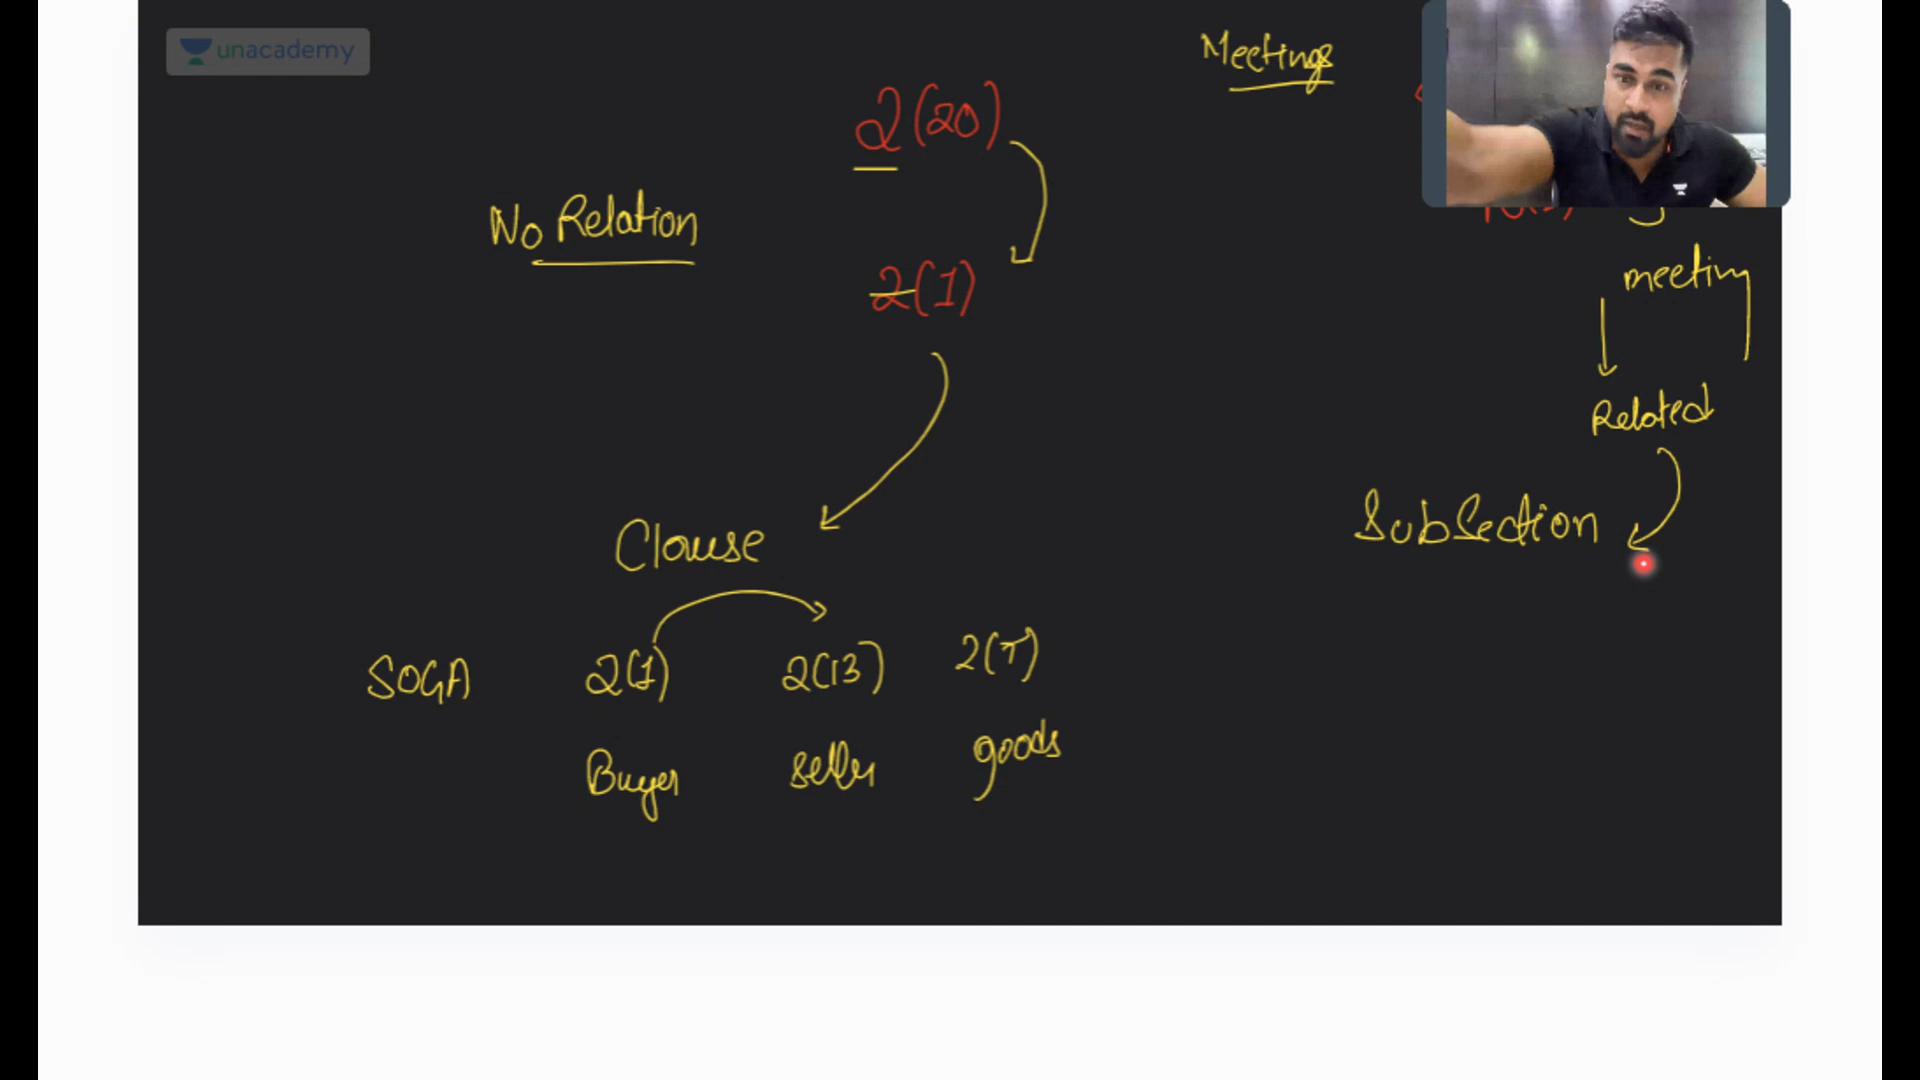 unacademy
Meetings
2(20)
No Relation
2(1)
meeting
Related
Subsection
Clause
SOGA 2(1) 2(13) 2(7)
Buyer seller goods